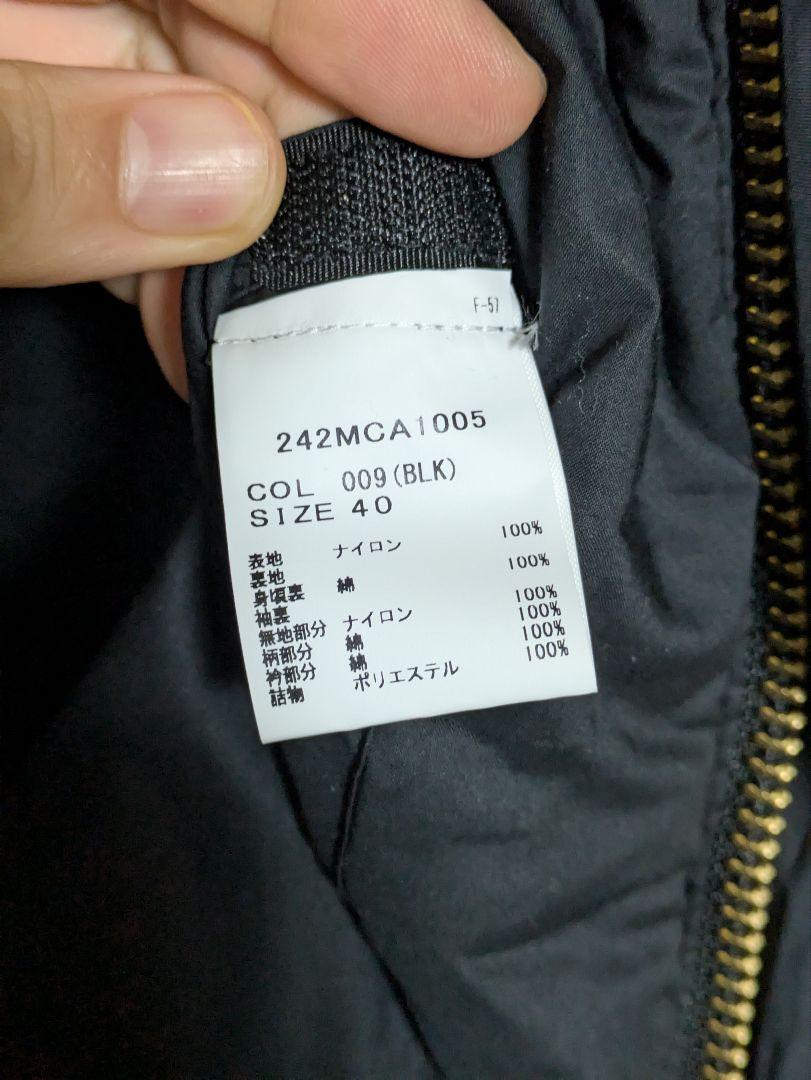 F-57
242MCA1005
COL 009(BLK)
SIZE 40
表地 ナイロン 100%
裏地
身頃裏 綿 100%
袖裏
無地部分 ナイロン 100%
柄部分 綿 100%
衿部分 綿 100%
詰物 ポリエステル 100%